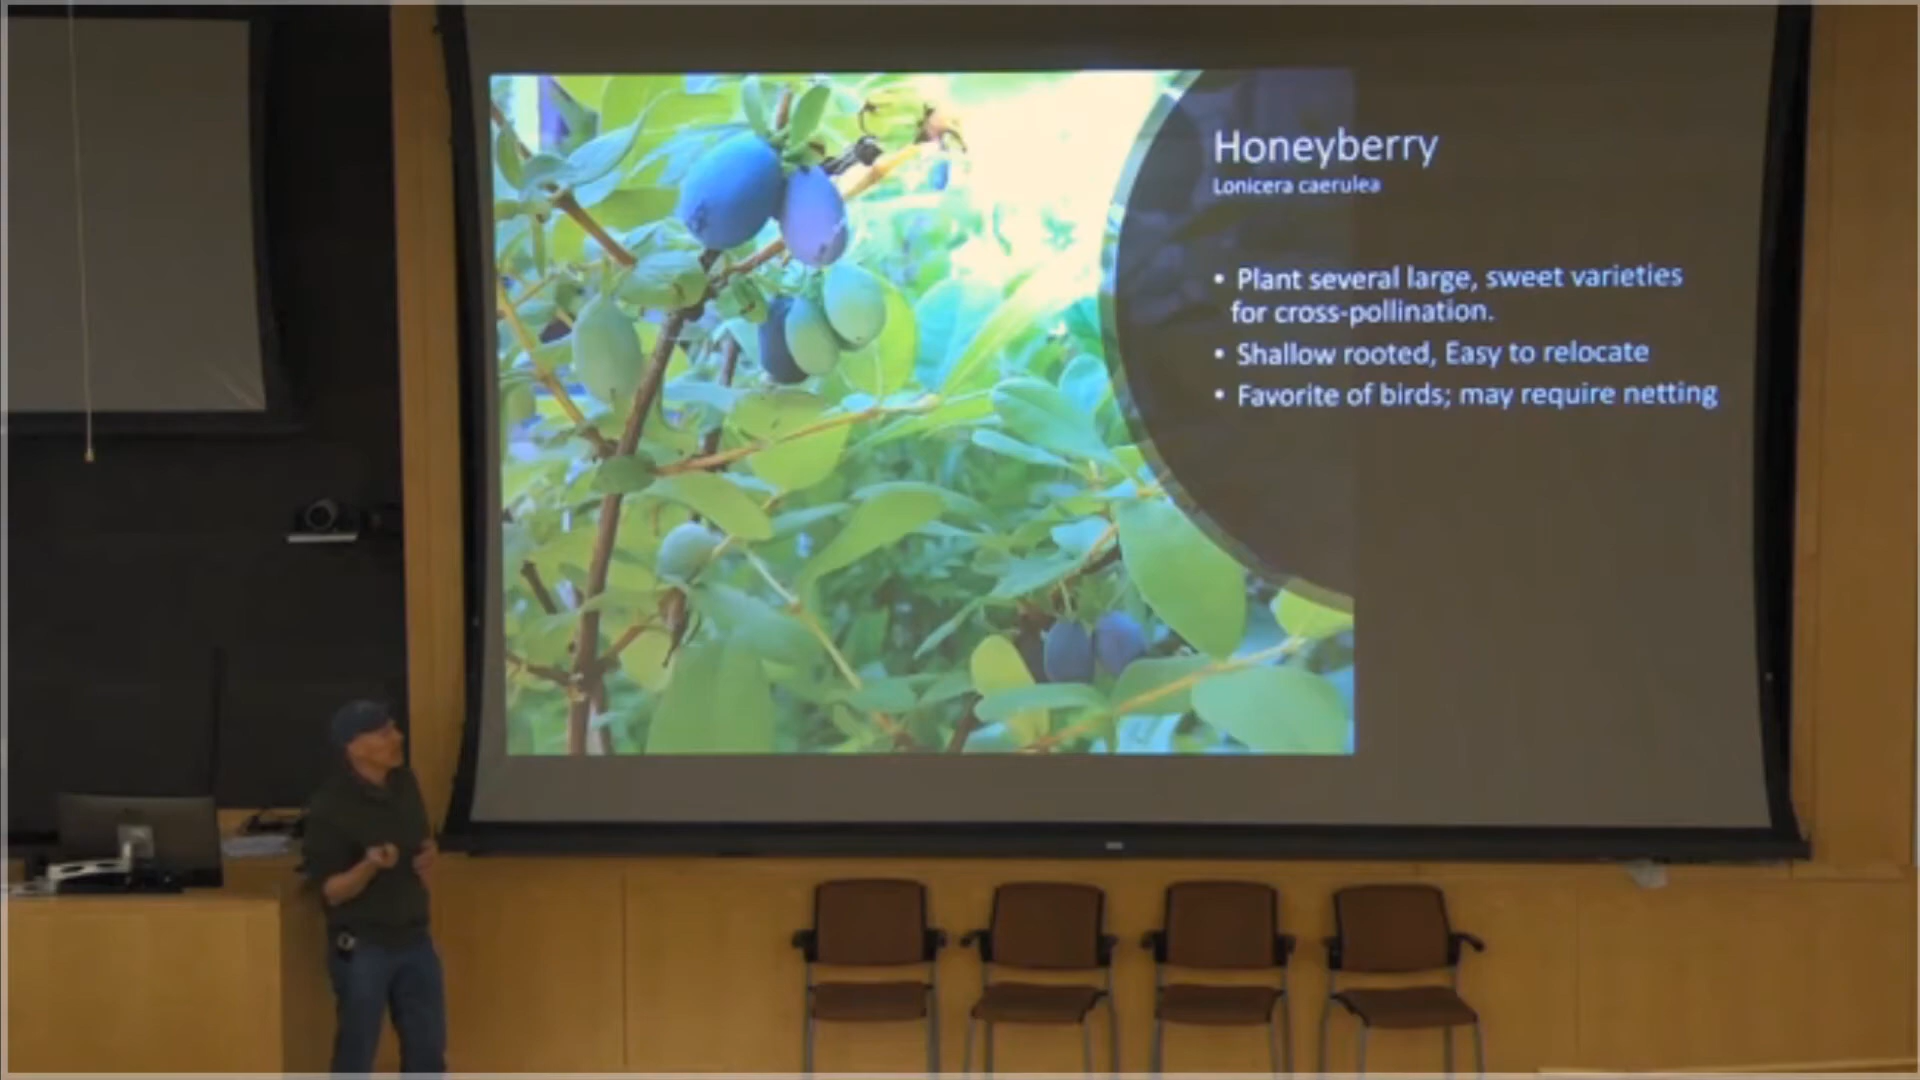 Honeyberry
Lonicera caerulea
• Plant several large, sweet varieties
for cross-pollination.
• Shallow rooted, Easy to relocate
• Favorite of birds; may require netting